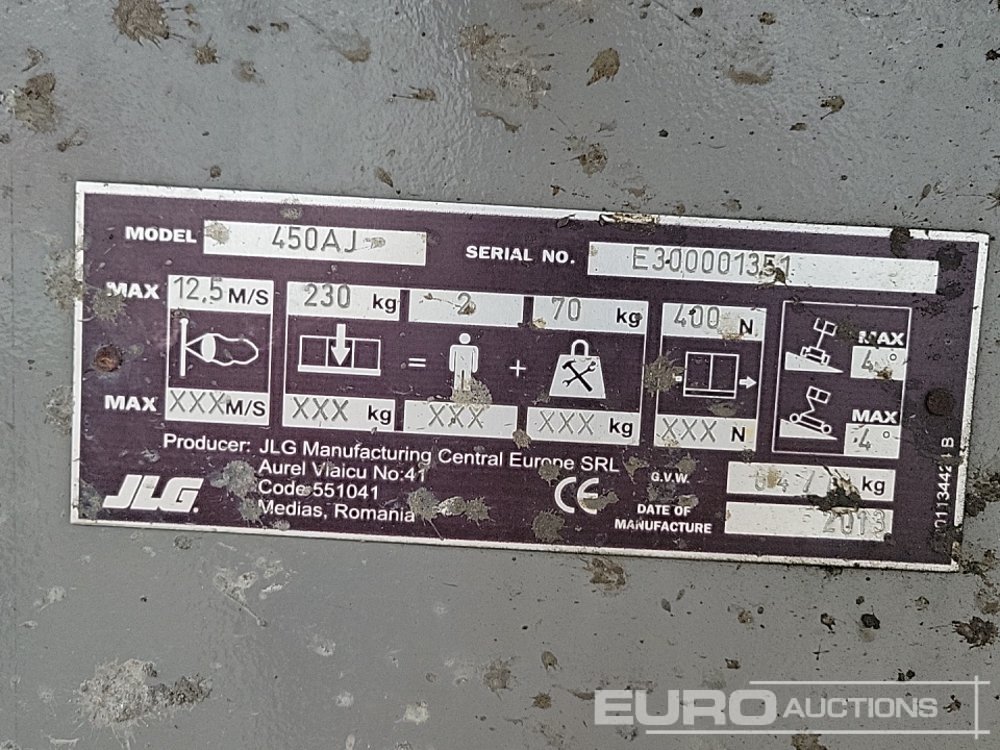 MODEL 450AJ SERIAL NO. E300001351
MAX 12,5 M/S 230 kg 2 70 kg 400 N
= +
MAX 4°
MAX XXX M/S XXX kg XXX XXX kg XXX N
MAX 4°
Producer: JLG Manufacturing Central Europe SRL
Aurel Vlaicu No:41
Code 551041
Medias, Romania
JLG.
CE
G.V.W. kg
DATE OF MANUFACTURE 2013
B
EURO AUCTIONS